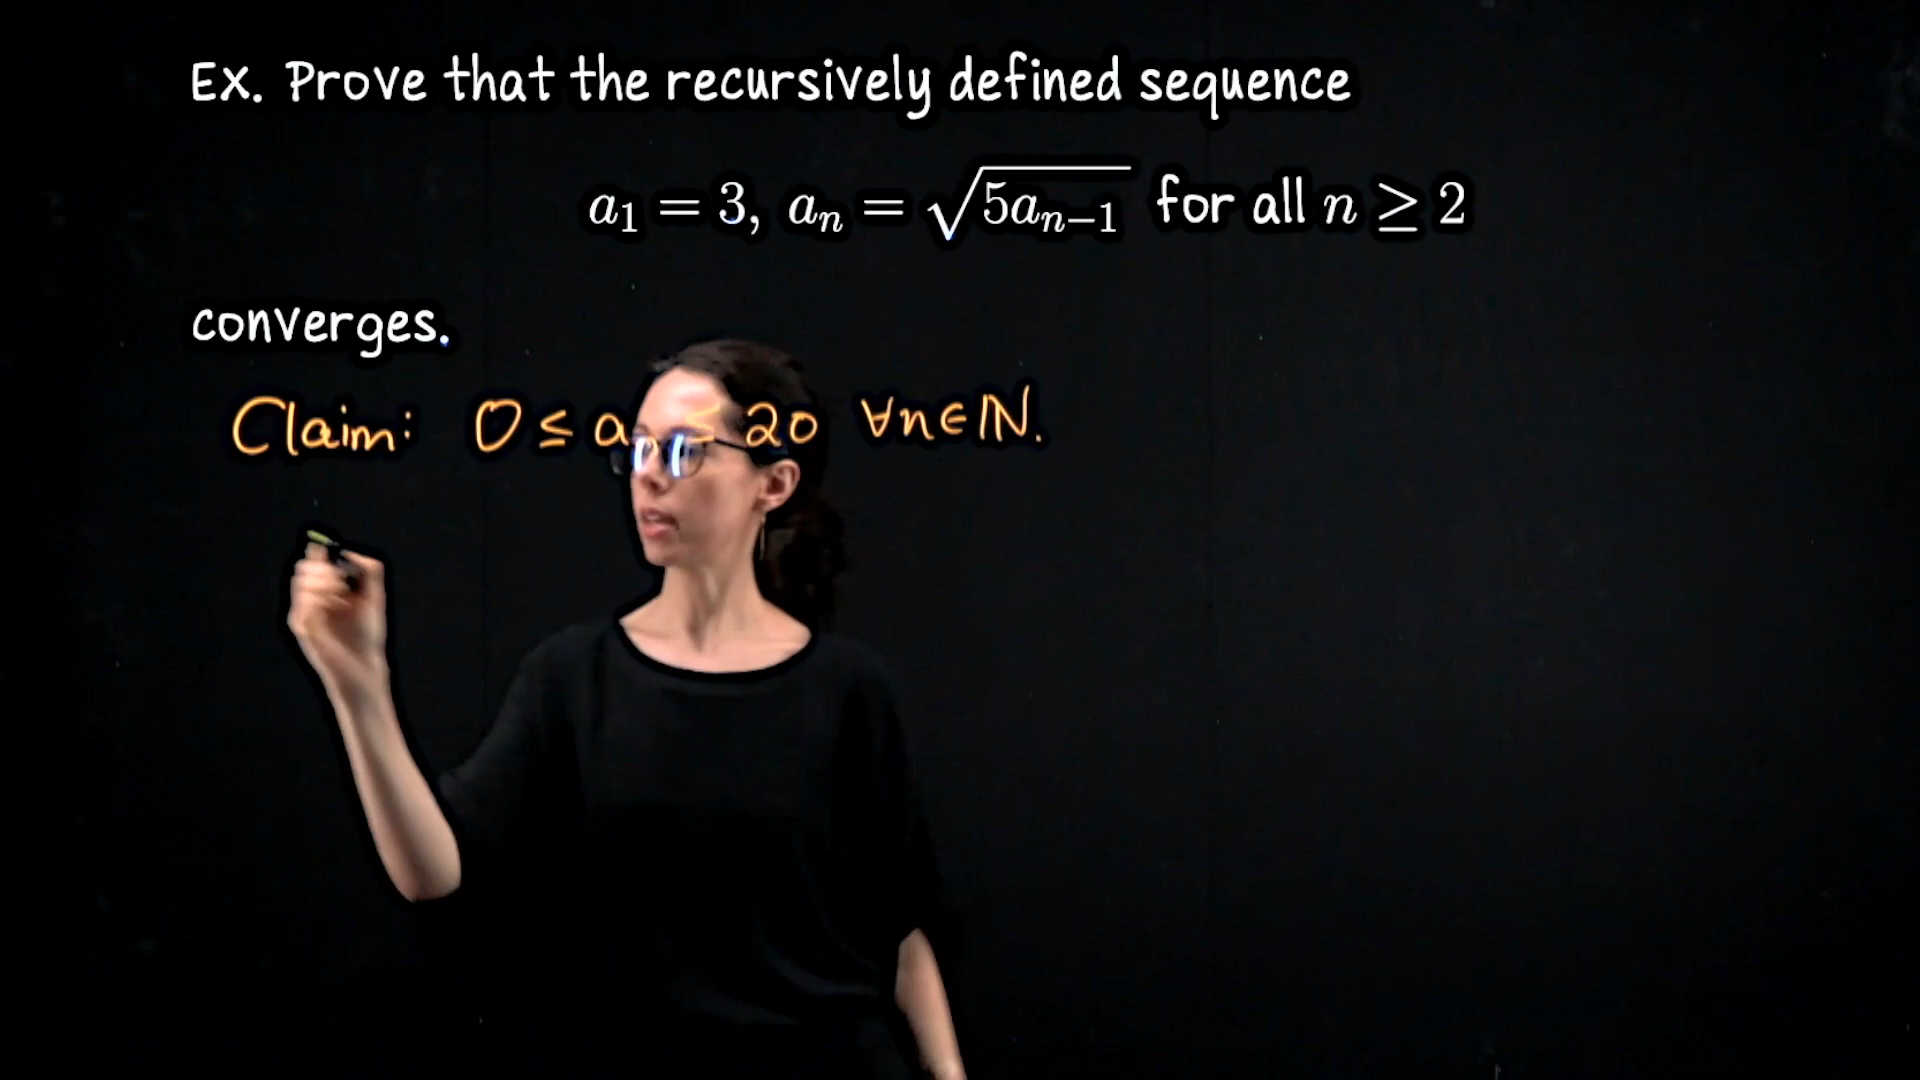 Ex. Prove that the recursively defined sequence
a₁ = 3, aₙ = √(5aₙ₋₁) for all n ≥ 2
converges.
Claim: 0 ≤ aₙ ≤ 20 ∀n∈ℕ.